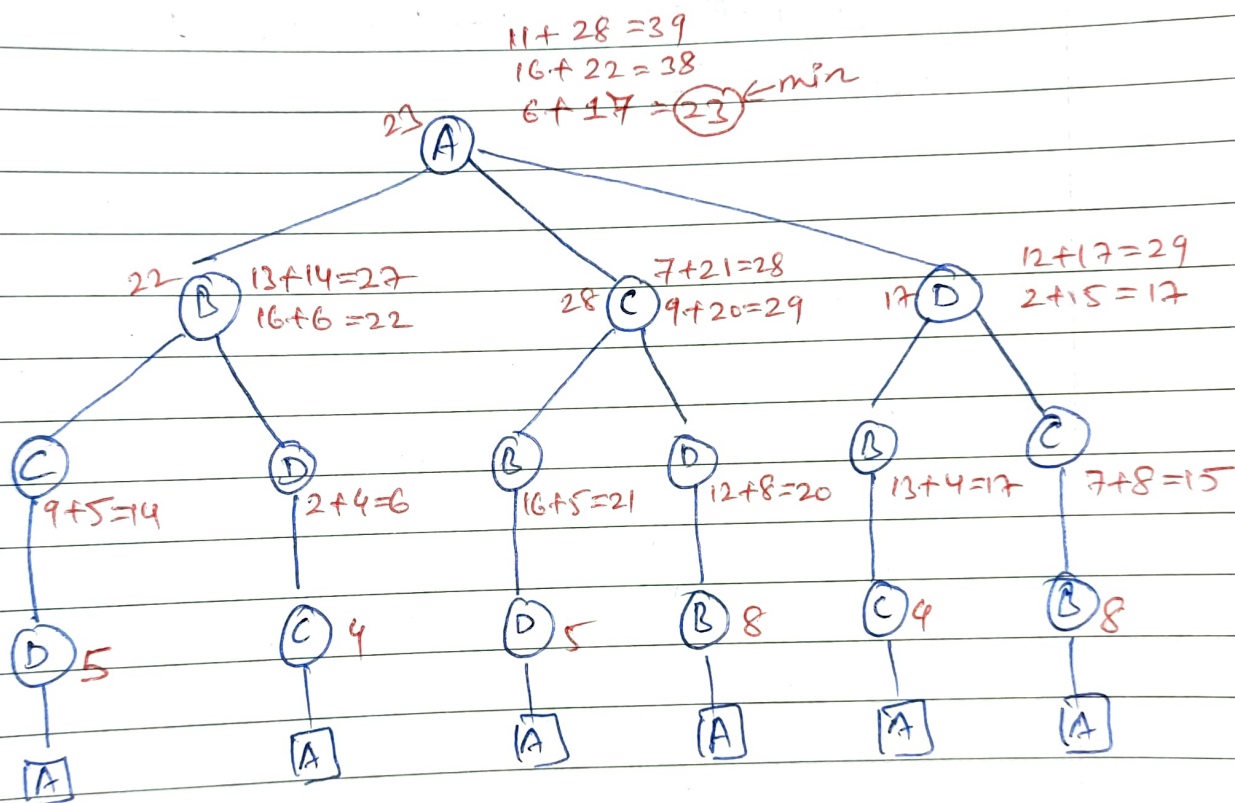 11+ 28 =39
16+ 22 = 38
6+ 17 = 23 ← min
23 A
22 B 13+14=27
16+6 =22
28 C 7+21=28
9+20=29
17 D 12+17=29
2+15=17
C D B D B C
9+5=14 2+4=6 16+5=21 12+8=20 13+4=17 7+8=15
D 5 C 4 D 5 B 8 C 4 B 8
A A A A A A